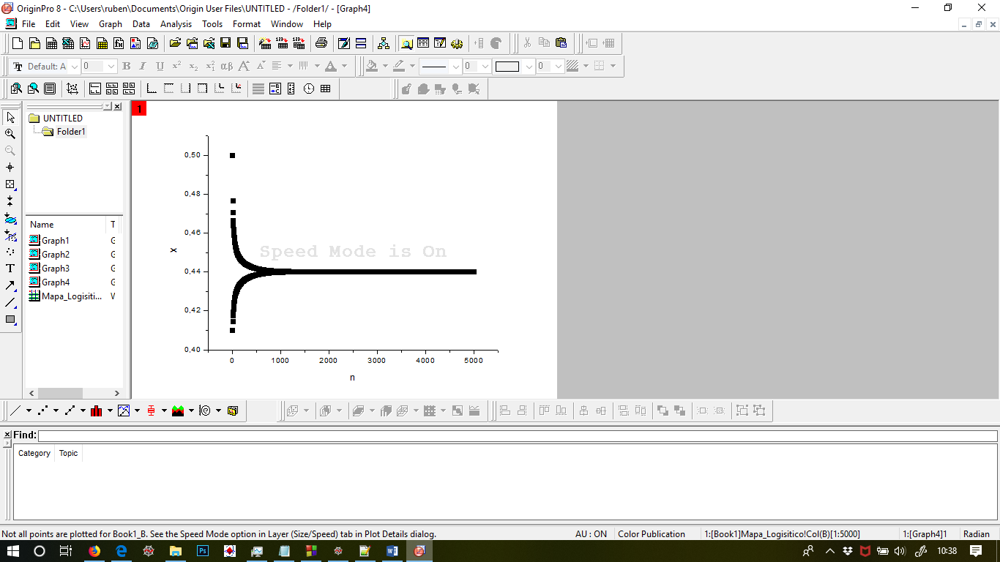 OriginPro 8 - C:\Users\ruben\Documents\Origin User Files\UNTITLED - /Folder1/ - [Graph4]
File Edit View Graph Data Analysis Tools Format Window Help
Default: A 0 B I U x² x₂ αβ A A A 0 0
UNTITLED
Folder1
Name T
Graph1 G
Graph2 G
Graph3 G
Graph4 G
Mapa_Logisiti... W
1
0,50
0,48
0,46
0,44
0,42
0,40
x
Speed Mode is On
0 1000 2000 3000 4000 5000
n
T
Find:
Category Topic
Not all points are plotted for Book1_B. See the Speed Mode option in Layer (Size/Speed) tab in Plot Details dialog. AU : ON Color Publication 1:[Book1]Mapa_Logisitico!Col(B)[1:5000] 1:[Graph4]1 Radian
10:38